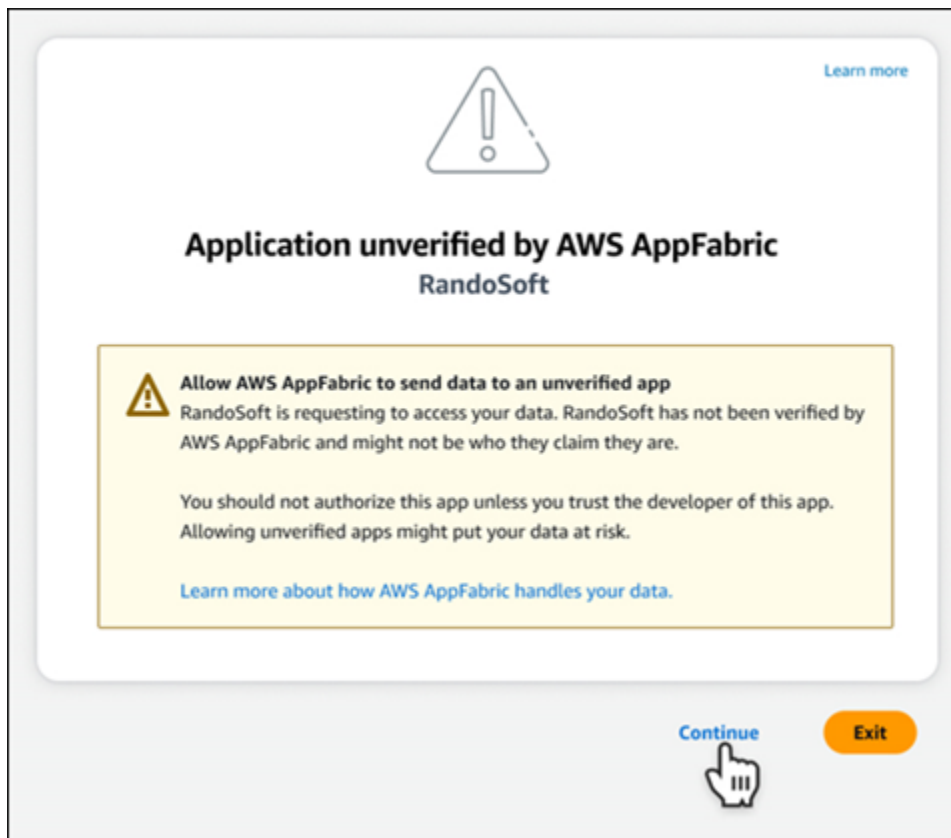 Learn more
Application unverified by AWS AppFabric
RandoSoft
Allow AWS AppFabric to send data to an unverified app
RandoSoft is requesting to access your data. RandoSoft has not been verified by
AWS AppFabric and might not be who they claim they are.
You should not authorize this app unless you trust the developer of this app.
Allowing unverified apps might put your data at risk.
Learn more about how AWS AppFabric handles your data.
Continue
Exit